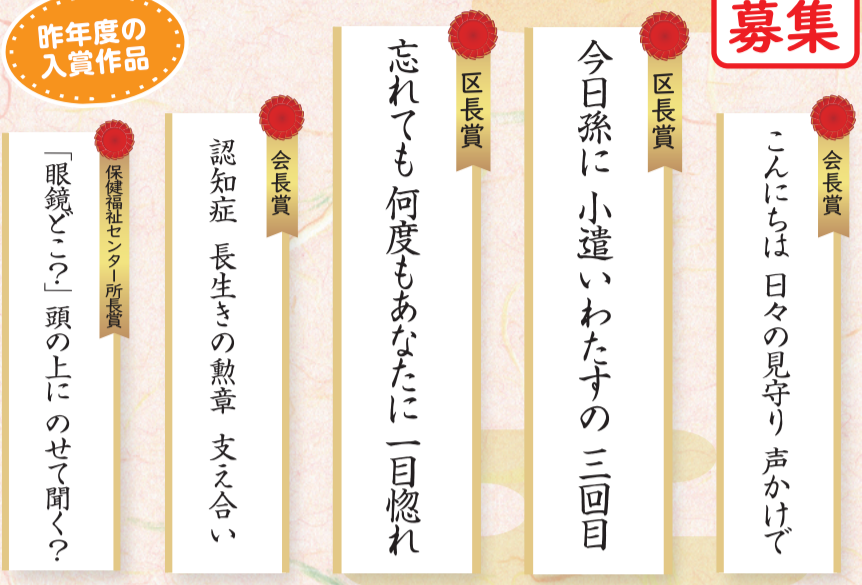 募集
昨年度の
入賞作品
会長賞
こんにちは 日々の見守り 声かけで
区長賞
今日孫に 小遣いわたすの 三回目
区長賞
忘れても 何度もあなたに 一目惚れ
会長賞
認知症 長生きの勲章 支え合い
保健福祉センター所長賞
「眼鏡どこ？」頭の上に のせて聞く？